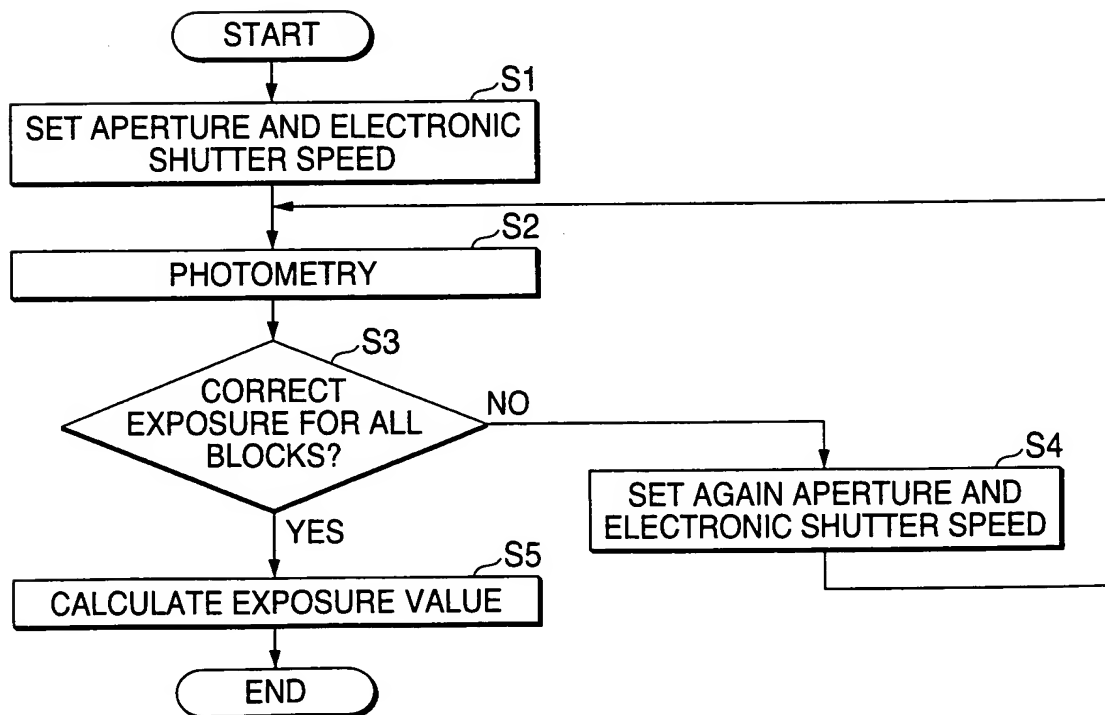 START
S1
SET APERTURE AND ELECTRONIC
SHUTTER SPEED
S2
PHOTOMETRY
S3
CORRECT
EXPOSURE FOR ALL
BLOCKS?
NO
S4
SET AGAIN APERTURE AND
ELECTRONIC SHUTTER SPEED
YES
S5
CALCULATE EXPOSURE VALUE
END